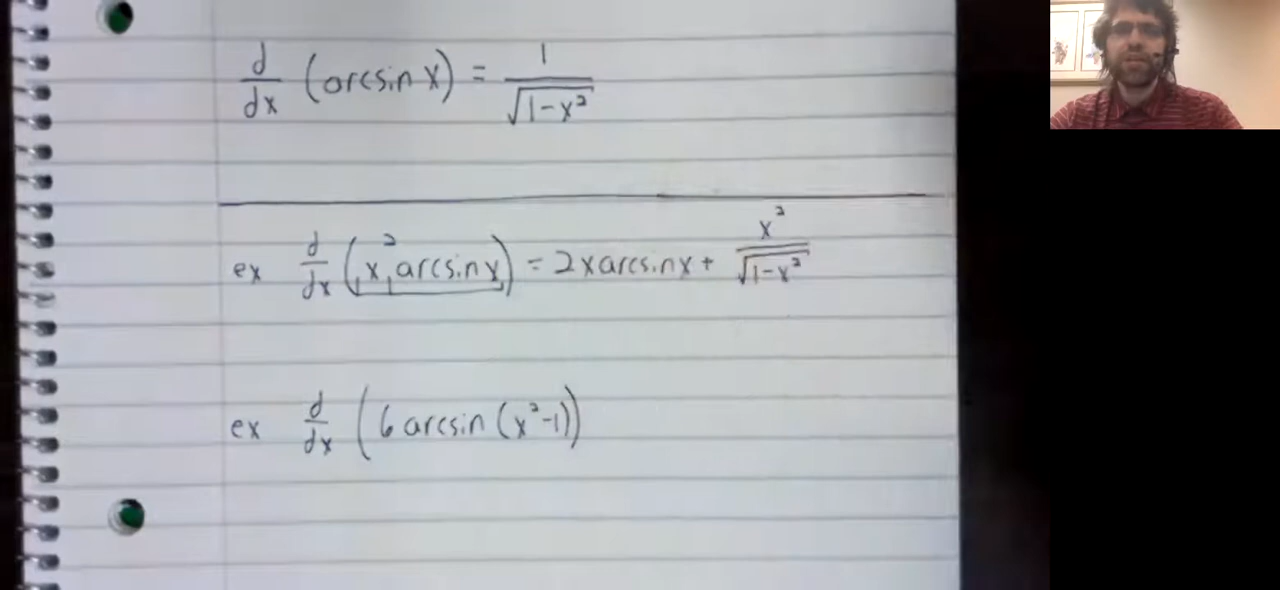 d/dx (arcsin x) = 1/√(1-x²)
ex d/dx (x² arcsin x) = 2x arcsin x + x²/√(1-x²)
ex d/dx (6 arcsin (x²-1))